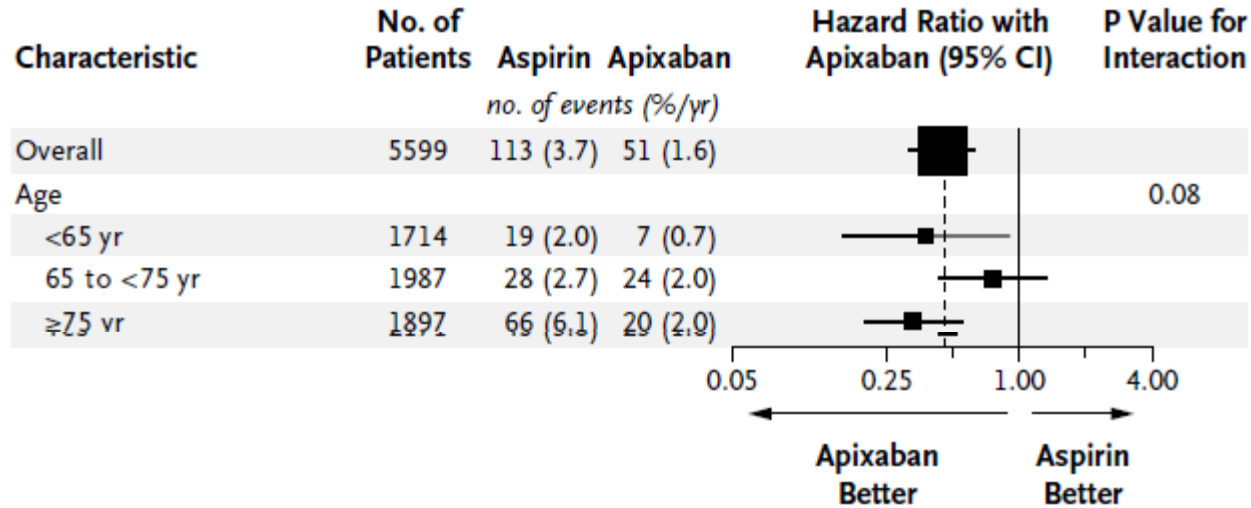 No. of Hazard Ratio with P Value for
Characteristic Patients Aspirin Apixaban Apixaban (95% CI) Interaction
no. of events (%/yr)
Overall 5599 113 (3.7) 51 (1.6)
Age 0.08
<65 yr 1714 19 (2.0) 7 (0.7)
65 to <75 yr 1987 28 (2.7) 24 (2.0)
≥75 yr 1897 66 (6.1) 20 (2.0)
0.05 0.25 1.00 4.00
Apixaban Aspirin
Better Better